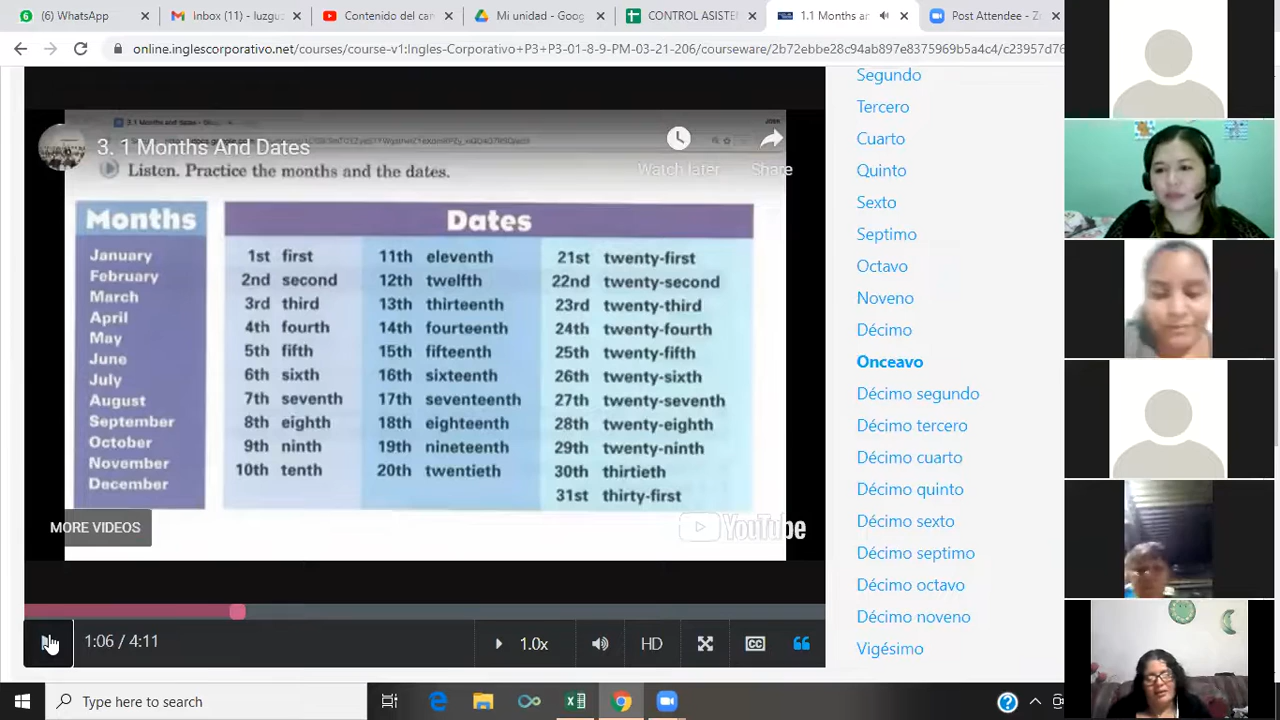 WhatsApp
Inbox (11) - luzgu
Contenido del can
Mi unidad - Goog
CONTROL ASISTE
1.1 Months ar
Post Attendee - Z
online.inglescorporativo.net/courses/course-v1:Ingles-Corporativo+P3+P3-01-8-9-PM-03-21-206/courseware/2b72ebbe28c94ab897e8375969b5a4c4/c23957d76
3. 1 Months And Dates
Watch later
Share
Listen. Practice the months and the dates.
Months
January
February
March
April
May
June
July
August
September
October
November
December
Dates
1st first
2nd second
3rd third
4th fourth
5th fifth
6th sixth
7th seventh
8th eighth
9th ninth
10th tenth
11th eleventh
12th twelfth
13th thirteenth
14th fourteenth
15th fifteenth
16th sixteenth
17th seventeenth
18th eighteenth
19th nineteenth
20th twentieth
21st twenty-first
22nd twenty-second
23rd twenty-third
24th twenty-fourth
25th twenty-fifth
26th twenty-sixth
27th twenty-seventh
28th twenty-eighth
29th twenty-ninth
30th thirtieth
31st thirty-first
MORE VIDEOS
YouTube
1:06 / 4:11
1.0x
HD
CC
Segundo
Tercero
Cuarto
Quinto
Sexto
Septimo
Octavo
Noveno
Décimo
Onceavo
Décimo segundo
Décimo tercero
Décimo cuarto
Décimo quinto
Décimo sexto
Décimo septimo
Décimo octavo
Décimo noveno
Vigésimo
Type here to search